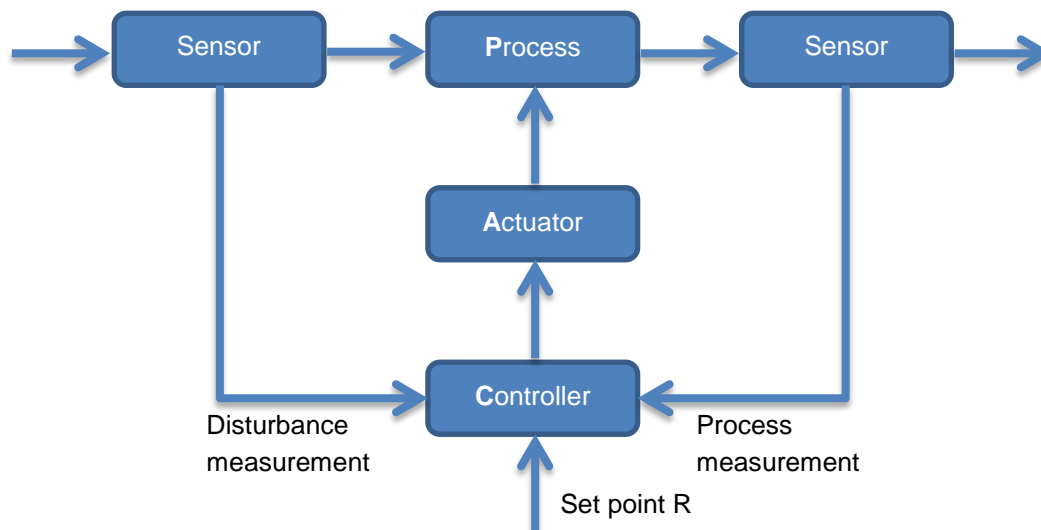 Sensor
Process
Sensor
Actuator
Controller
Disturbance
measurement
Process
measurement
Set point R